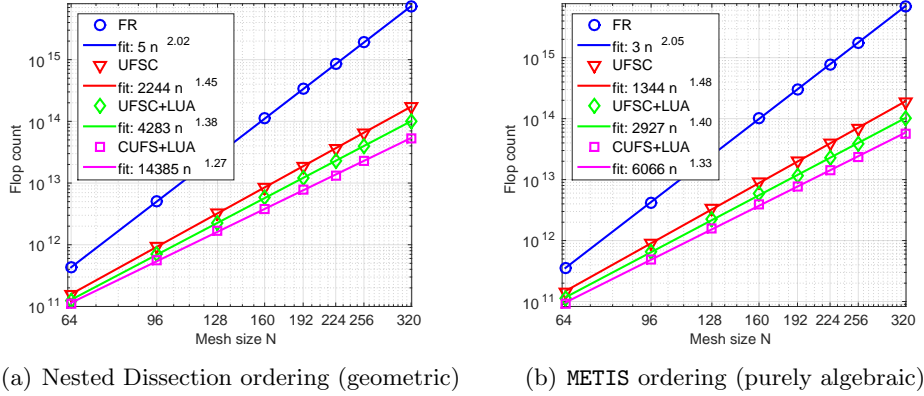 FR
fit: 5 n 2.02
UFSC
fit: 2244 n 1.45
UFSC+LUA
fit: 4283 n 1.38
CUFS+LUA
fit: 14385 n 1.27
Flop count
10^15
10^14
10^13
10^12
10^11
64 96 128 160 192 224 256 320
Mesh size N
(a) Nested Dissection ordering (geometric)
FR
fit: 3 n 2.05
UFSC
fit: 1344 n 1.48
UFSC+LUA
fit: 2927 n 1.40
CUFS+LUA
fit: 6066 n 1.33
Flop count
10^15
10^14
10^13
10^12
10^11
64 96 128 160 192 224 256 320
Mesh size N
(b) METIS ordering (purely algebraic)